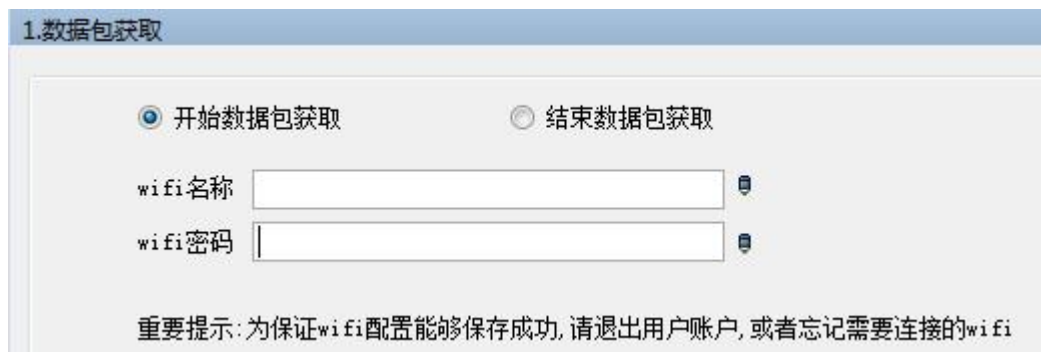 1.数据包获取
开始数据包获取 结束数据包获取
wifi名称
wifi密码
重要提示:为保证wifi配置能够保存成功,请退出用户账户,或者忘记需要连接的wifi